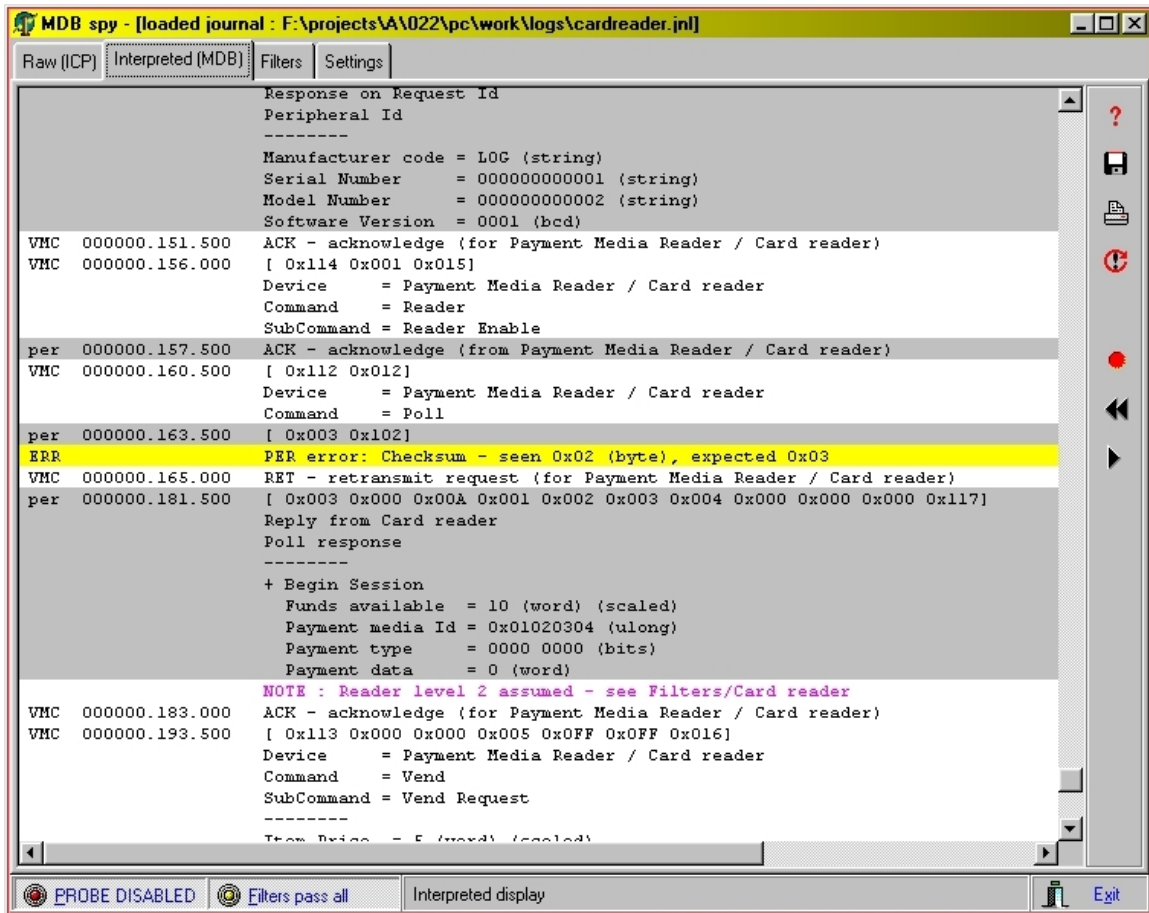 MDB spy - [loaded journal : F:\projects\A\022\pc\work\logs\cardreader.jnl]
Raw (ICP) Interpreted (MDB) Filters Settings
Response on Request Id
Peripheral Id
--------
Manufacturer code = LOG (string)
Serial Number = 000000000001 (string)
Model Number = 000000000002 (string)
Software Version = 0001 (bcd)
VMC 000000.151.500 ACK - acknowledge (for Payment Media Reader / Card reader)
VMC 000000.156.000 [ 0x114 0x001 0x015]
Device = Payment Media Reader / Card reader
Command = Reader
SubCommand = Reader Enable
per 000000.157.500 ACK - acknowledge (from Payment Media Reader / Card reader)
VMC 000000.160.500 [ 0x112 0x012]
Device = Payment Media Reader / Card reader
Command = Poll
per 000000.163.500 [ 0x003 0x102]
ERR PER error: Checksum - seen 0x02 (byte), expected 0x03
VMC 000000.165.000 RET - retransmit request (for Payment Media Reader / Card reader)
per 000000.181.500 [ 0x003 0x000 0x00A 0x001 0x002 0x003 0x004 0x000 0x000 0x000 0x117]
Reply from Card reader
Poll response
--------
+ Begin Session
Funds available = 10 (word) (scaled)
Payment media Id = 0x01020304 (ulong)
Payment type = 0000 0000 (bits)
Payment data = 0 (word)
NOTE : Reader level 2 assumed - see Filters/Card reader
VMC 000000.183.000 ACK - acknowledge (for Payment Media Reader / Card reader)
VMC 000000.193.500 [ 0x113 0x000 0x000 0x005 0x0FF 0x0FF 0x016]
Device = Payment Media Reader / Card reader
Command = Vend
SubCommand = Vend Request
--------
Item Price = 5 (word) (scaled)
PROBE DISABLED Filters pass all Interpreted display Exit